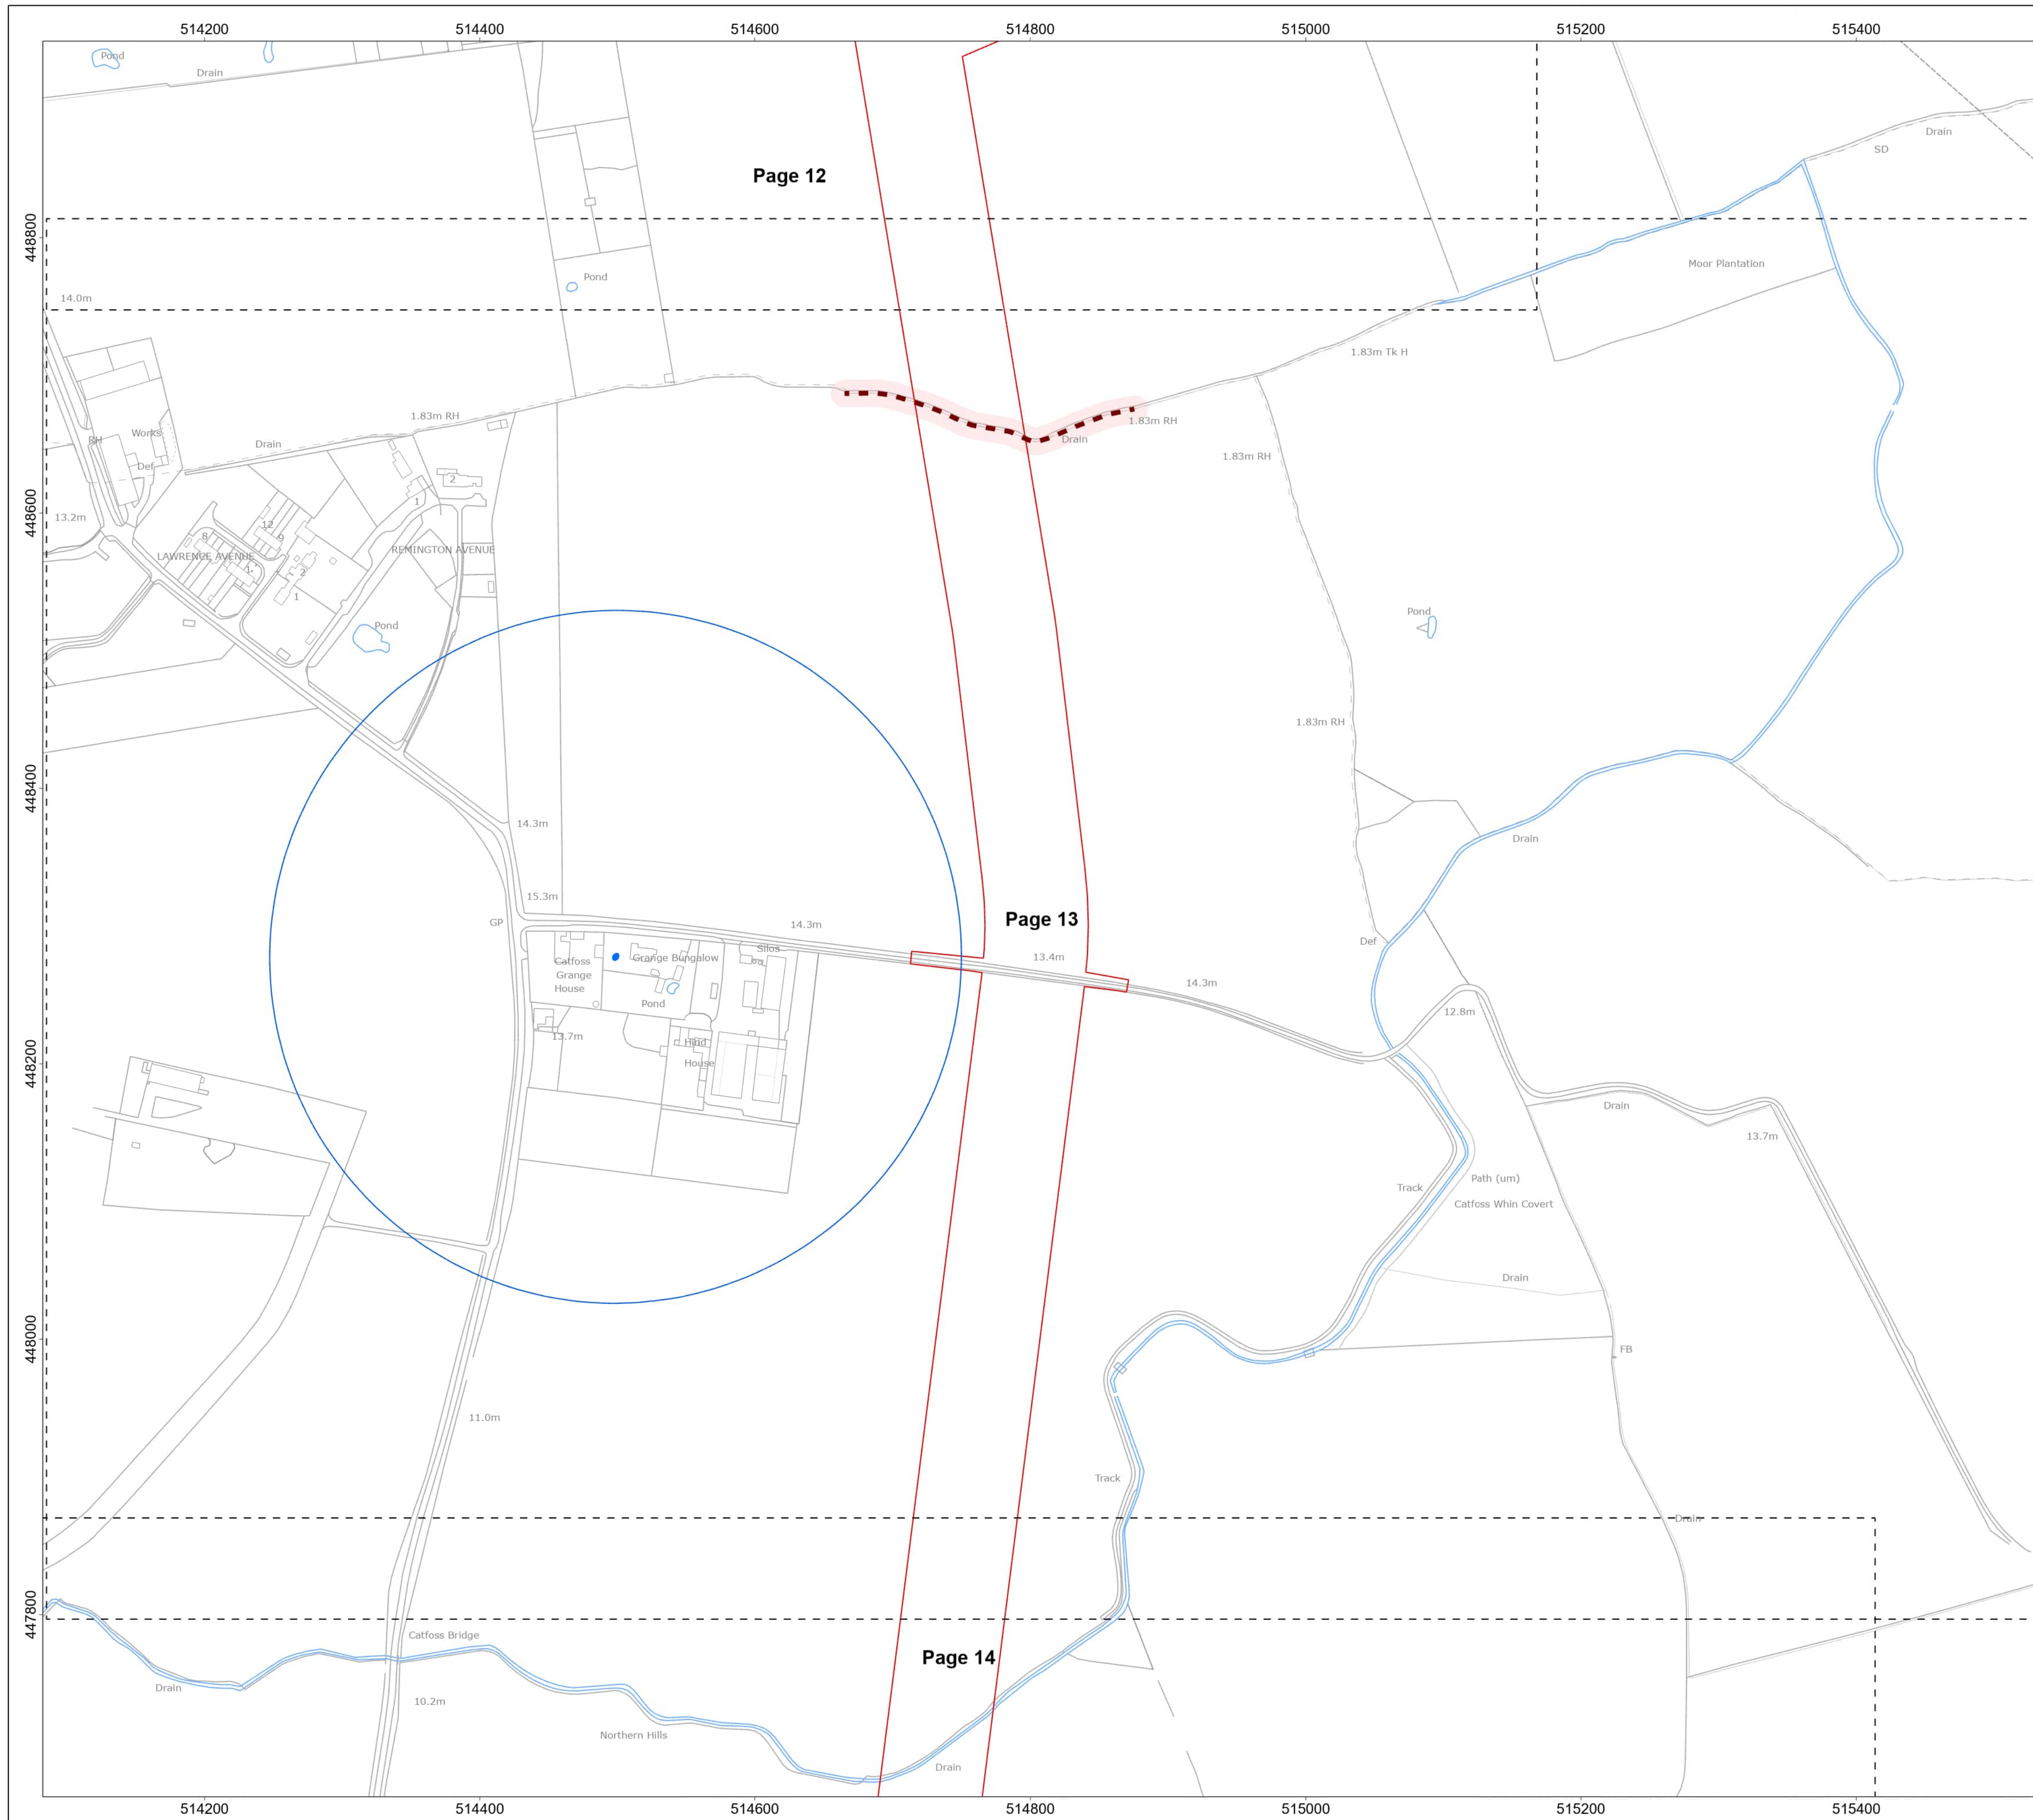 514200 514400 514600 514800 515000 515200 515400
Pond
Drain
Drain
SD
Page 12
448800
Moor Plantation
Pond
14.0m
1.83m Tk H
1.83m RH
1.83m RH
RH
Works
Drain
Drain
1.83m RH
Def
2
1
448600
13.2m
12
8
9
LAWRENCE AVENUE
REMINGTON AVENUE
1
2
1
Pond
Pond
1.83m RH
448400
14.3m
Drain
15.3m
GP
14.3m
Page 13
Def
Silos
Catfoss
Grange
House
Grange Bungalow
13.4m
14.3m
Pond
12.8m
13.7m
Hind
House
448200
Drain
13.7m
Path (um)
Track
Catfoss Whin Covert
Drain
448000
FB
11.0m
Track
Drain
447800
Catfoss Bridge
Page 14
Drain
10.2m
Northern Hills
Drain
514200 514400 514600 514800 515000 515200 515400